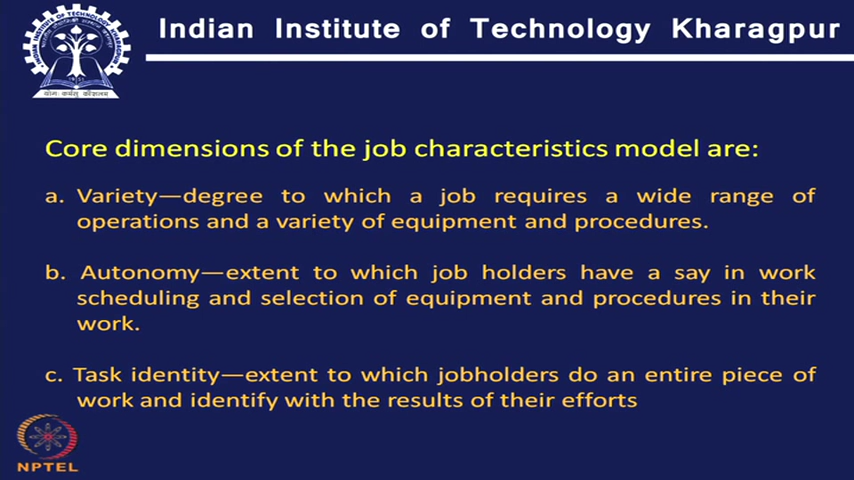 Indian Institute of Technology Kharagpur
Core dimensions of the job characteristics model are:
a. Variety—degree to which a job requires a wide range of
operations and a variety of equipment and procedures.
b. Autonomy—extent to which job holders have a say in work
scheduling and selection of equipment and procedures in their
work.
c. Task identity—extent to which jobholders do an entire piece of
work and identify with the results of their efforts
NPTEL